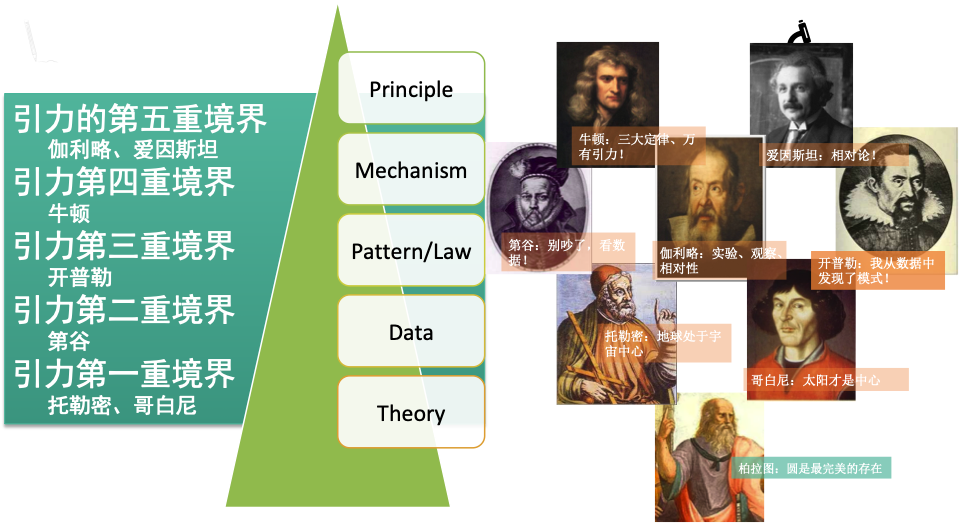 引力的第五重境界
伽利略、爱因斯坦
引力第四重境界
牛顿
引力第三重境界
开普勒
引力第二重境界
第谷
引力第一重境界
托勒密、哥白尼
Principle
Mechanism
Pattern/Law
Data
Theory
牛顿：三大定律、万
有引力！
爱因斯坦：相对论！
第谷：别吵了，看数
据！
伽利略：实验、观察、
相对性
开普勒：我从数据中
发现了模式！
托勒密：地球处于宇
宙中心
哥白尼：太阳才是中心
柏拉图：圆是最完美的存在